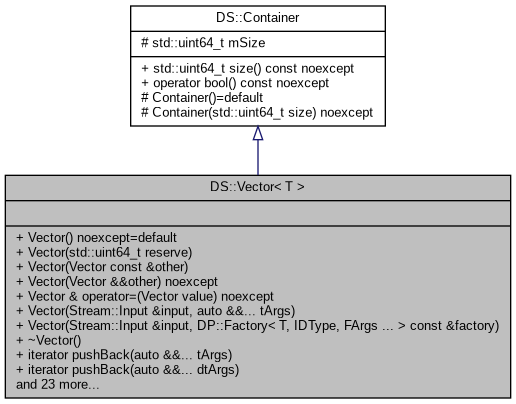 DS::Container
# std::uint64_t mSize
+ std::uint64_t size() const noexcept
+ operator bool() const noexcept
# Container()=default
# Container(std::uint64_t size) noexcept
DS::Vector< T >
+ Vector() noexcept=default
+ Vector(std::uint64_t reserve)
+ Vector(Vector const &other)
+ Vector(Vector &&other) noexcept
+ Vector & operator=(Vector value) noexcept
+ Vector(Stream::Input &input, auto &&... tArgs)
+ Vector(Stream::Input &input, DP::Factory< T, IDType, FArgs ... > const &factory)
+ ~Vector()
+ iterator pushBack(auto &&... tArgs)
+ iterator pushBack(auto &&... dtArgs)
and 23 more...